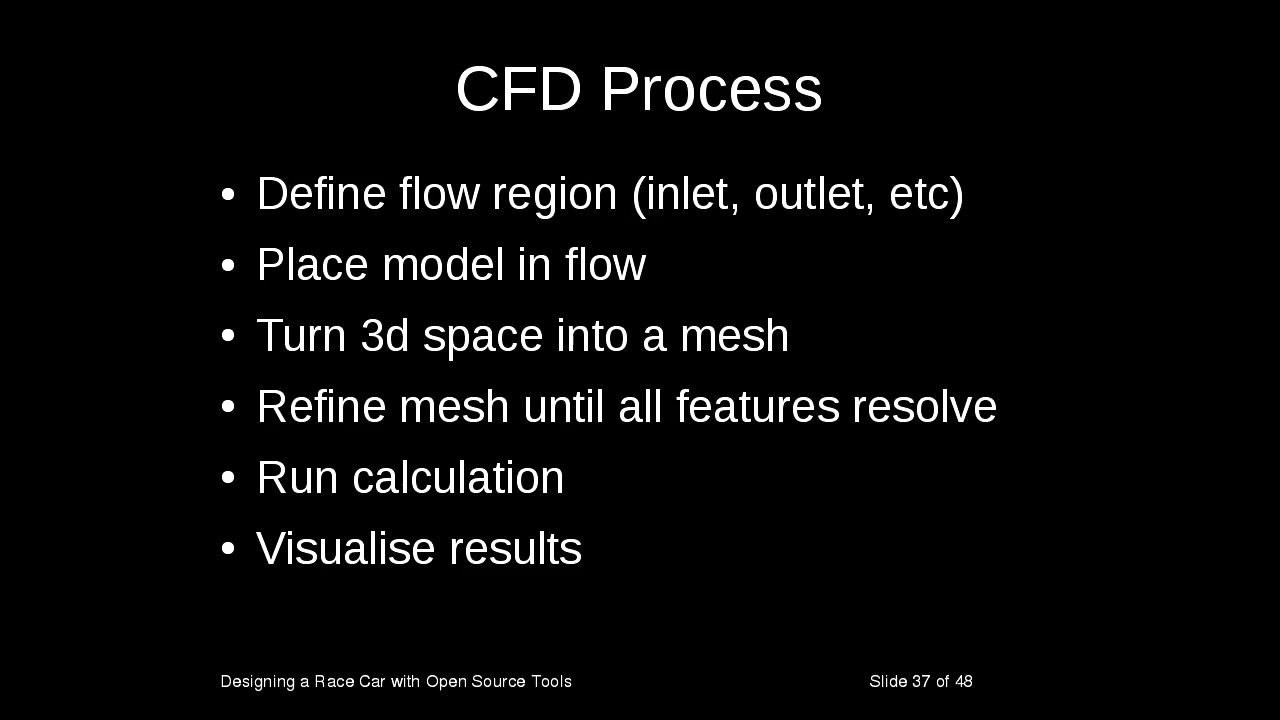 CFD Process
• Define flow region (inlet, outlet, etc)
• Place model in flow
• Turn 3d space into a mesh
• Refine mesh until all features resolve
• Run calculation
• Visualise results
Designing a Race Car with Open Source Tools
Slide 37 of 48